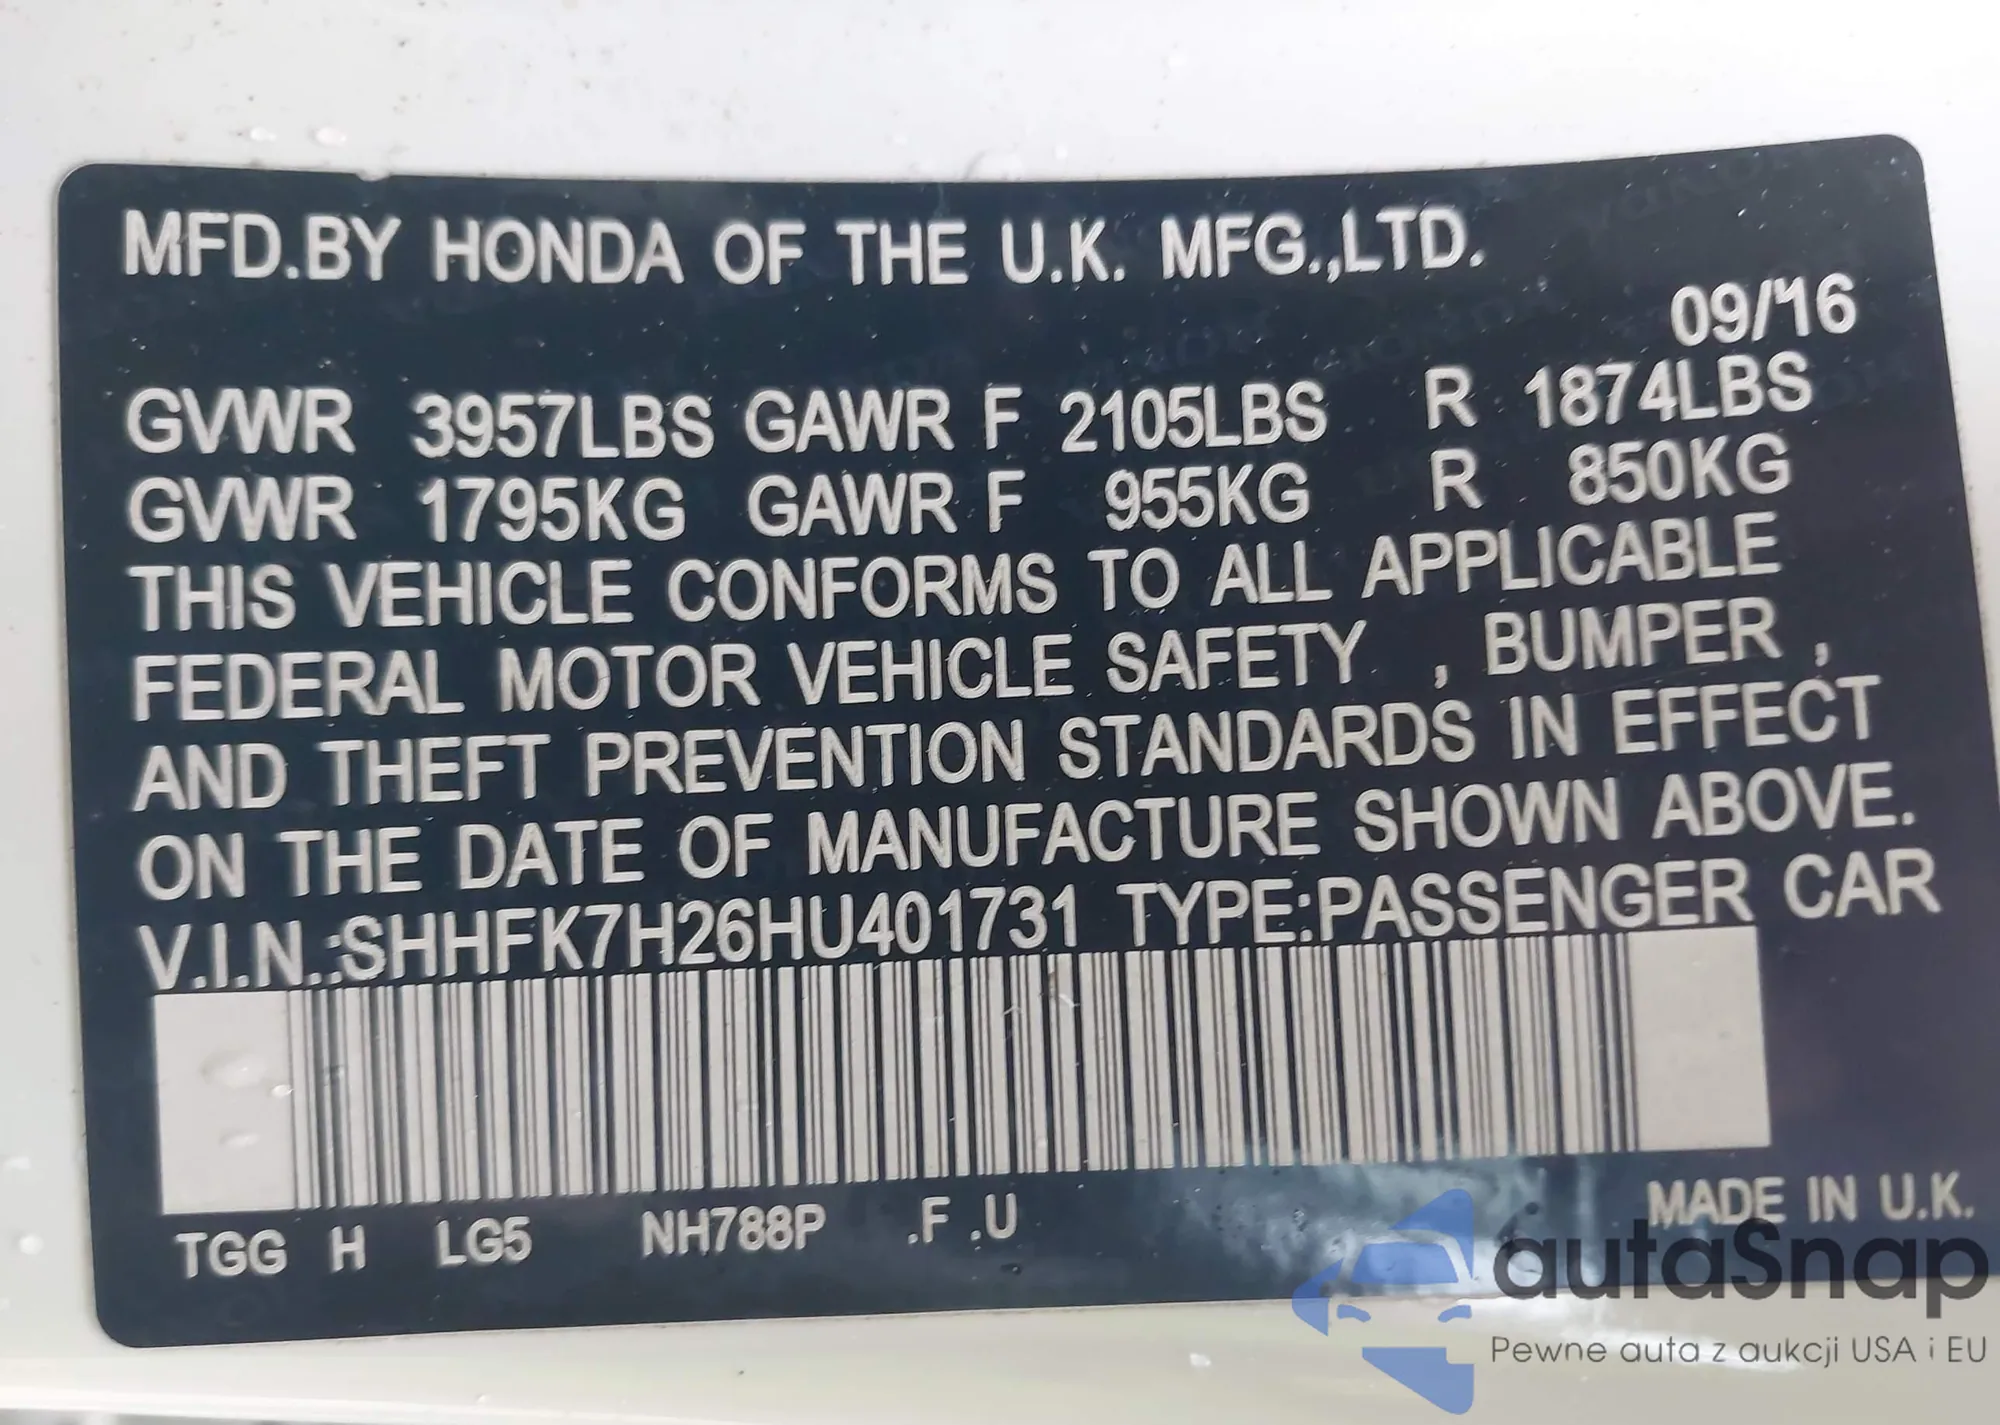 MFD.BY HONDA OF THE U.K. MFG.,LTD.
09/16
GVWR 3957LBS GAWR F 2105LBS R 1874LBS
GVWR 1795KG GAWR F 955KG R 850KG
THIS VEHICLE CONFORMS TO ALL APPLICABLE
FEDERAL MOTOR VEHICLE SAFETY , BUMPER ,
AND THEFT PREVENTION STANDARDS IN EFFECT
ON THE DATE OF MANUFACTURE SHOWN ABOVE.
V.I.N.:SHHFK7H26HU401731 TYPE:PASSENGER CAR
TGG H LG5 NH788P .F .U MADE IN U.K.
autaSnap
Pewne auta z aukcji USA i EU